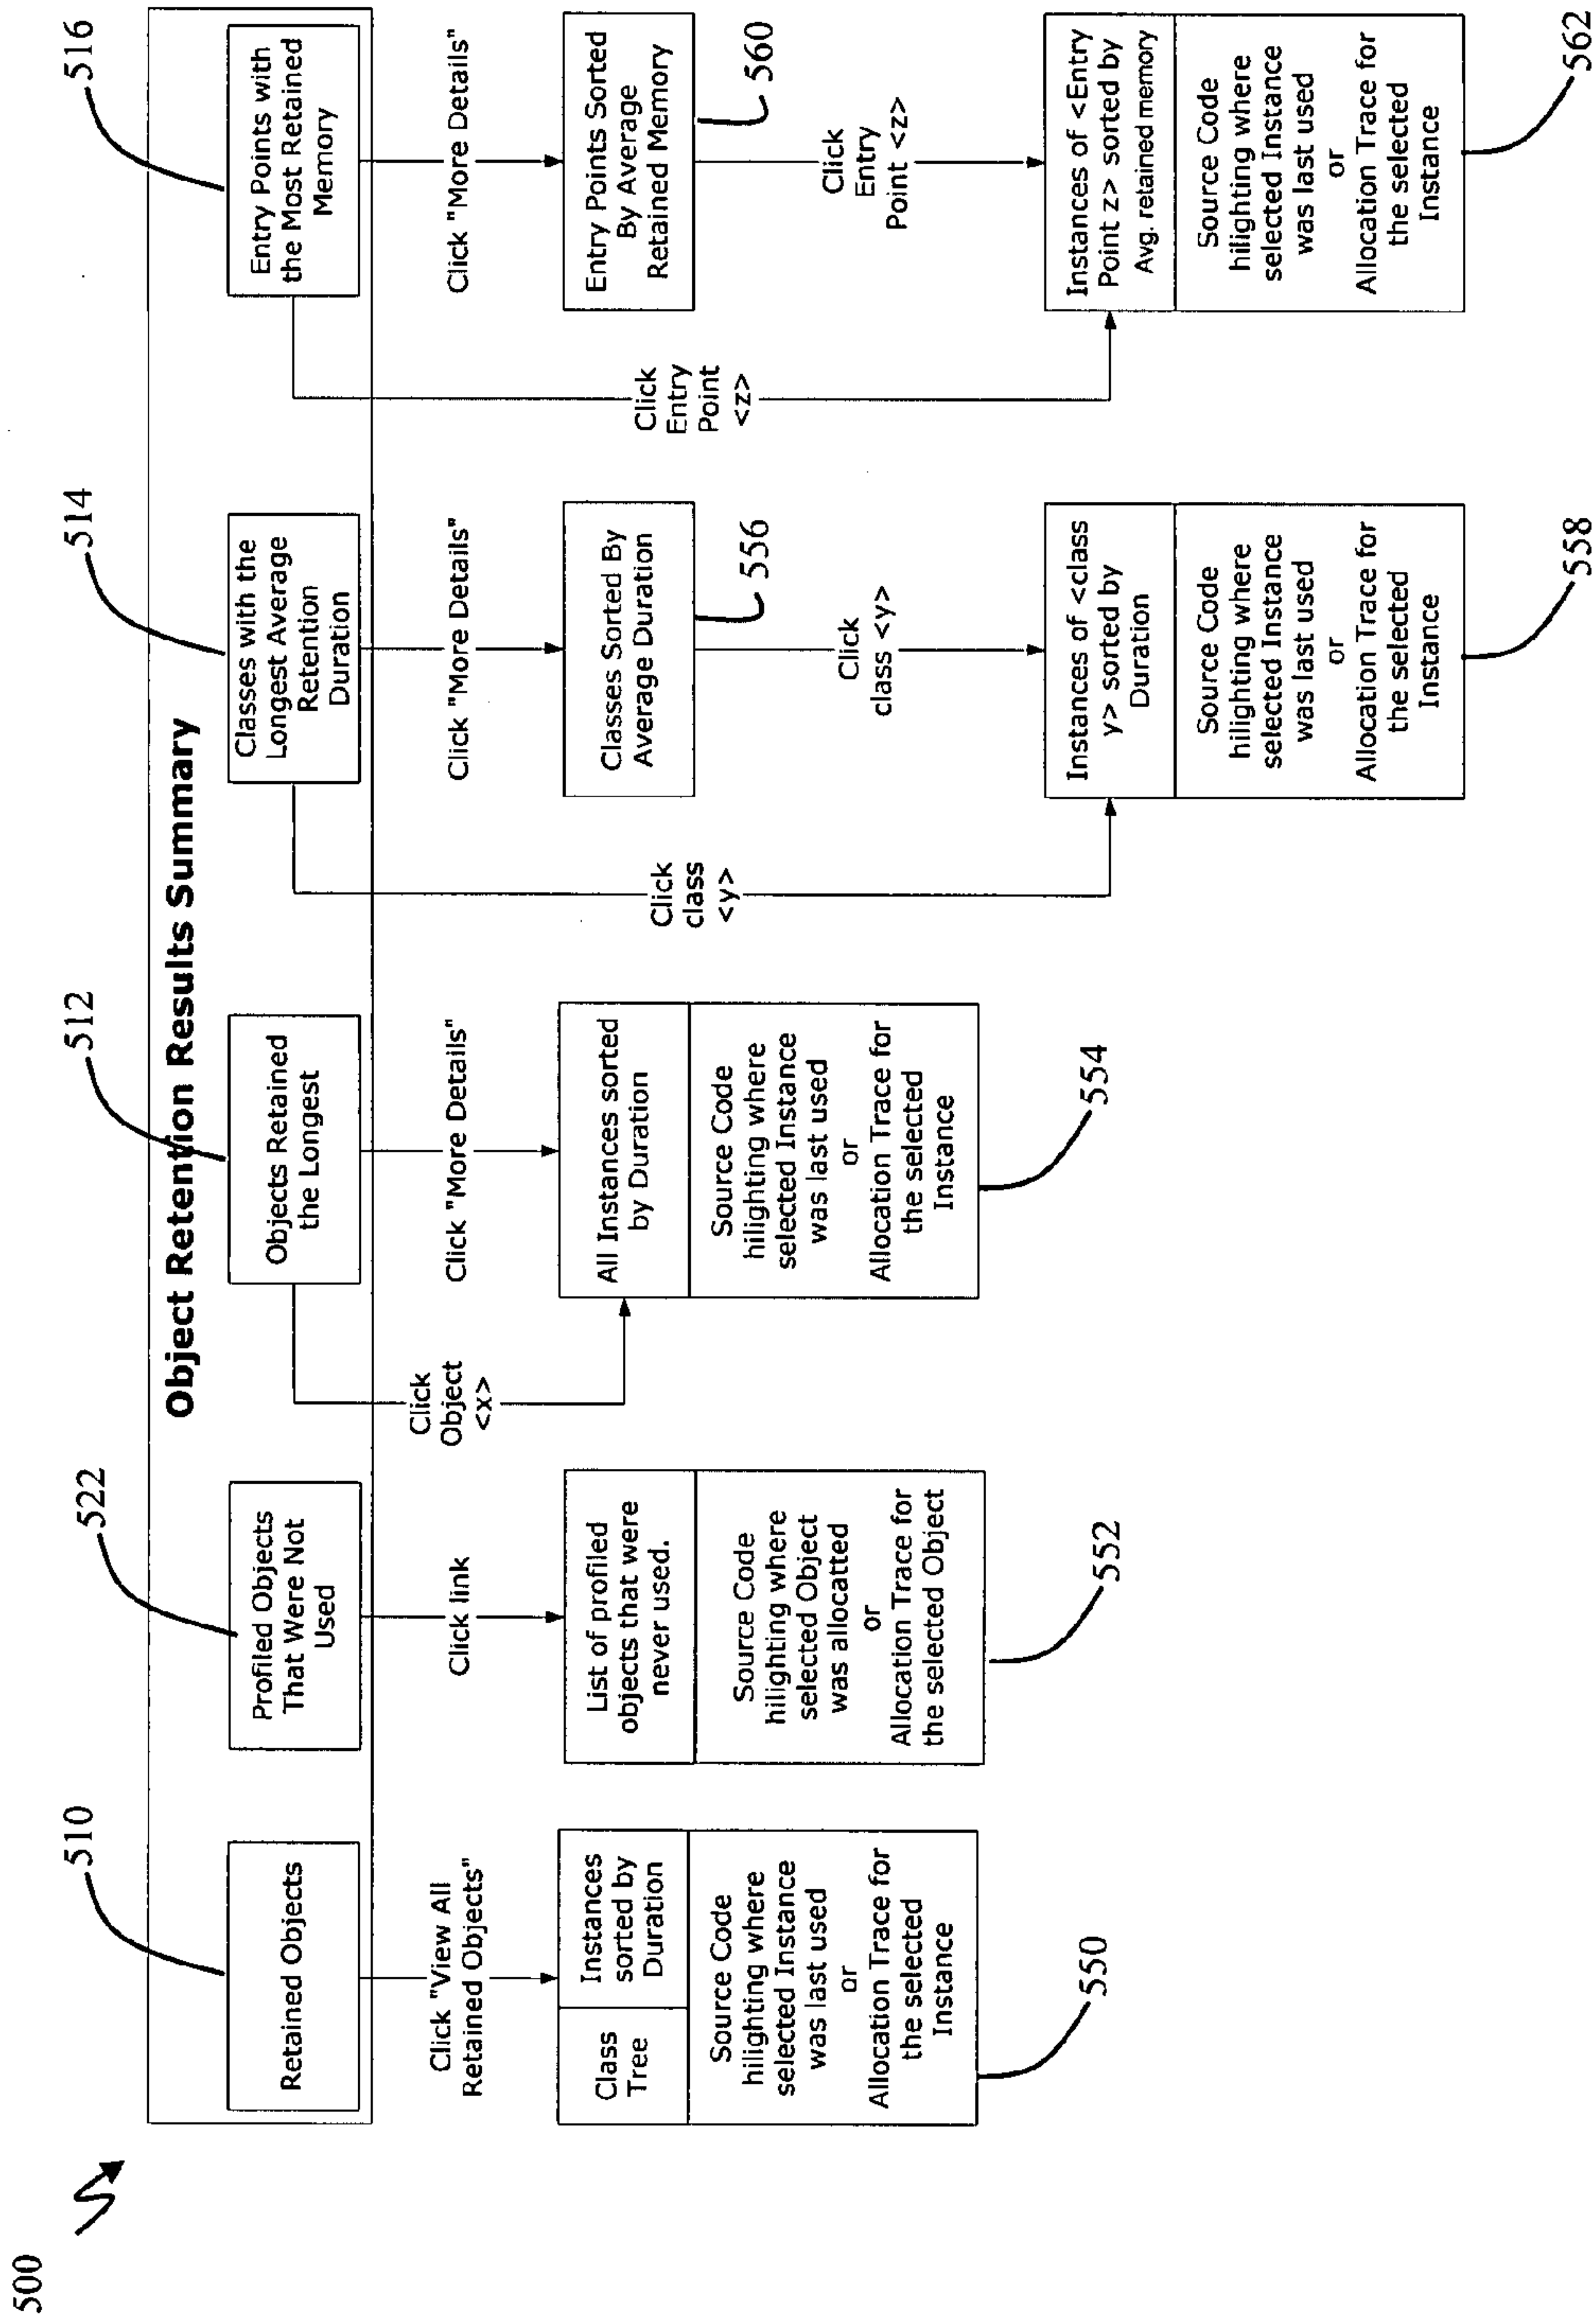 500
Object Retention Results Summary
510
Retained Objects
Click "View All
Retained Objects"
Class
Tree
Instances
sorted by
Duration
Source Code
hilighting where
selected Instance
was last used
or
Allocation Trace for
the selected
Instance
550
522
Profiled Objects
That Were Not
Used
Click link
List of profiled
objects that were
never used.
Source Code
hilighting where
selected Object
was allocatted
or
Allocation Trace for
the selected Object
552
512
Objects Retained
the Longest
Click
Object
<x>
Click "More Details"
All Instances sorted
by Duration
Source Code
hilighting where
selected Instance
was last used
or
Allocation Trace for
the selected
Instance
554
514
Classes with the
Longest Average
Retention
Duration
Click "More Details"
Classes Sorted By
Average Duration
556
Click
class
<y>
Click
class <y>
Instances of <class
y> sorted by
Duration
Source Code
hilighting where
selected Instance
was last used
or
Allocation Trace for
the selected
Instance
558
516
Entry Points with
the Most Retained
Memory
Click "More Details"
Entry Points Sorted
By Average
Retained Memory
560
Click
Entry
Point
<z>
Click
Entry
Point <z>
Instances of <Entry
Point z> sorted by
Avg. retained memory
Source Code
hilighting where
selected Instance
was last used
or
Allocation Trace for
the selected
Instance
562